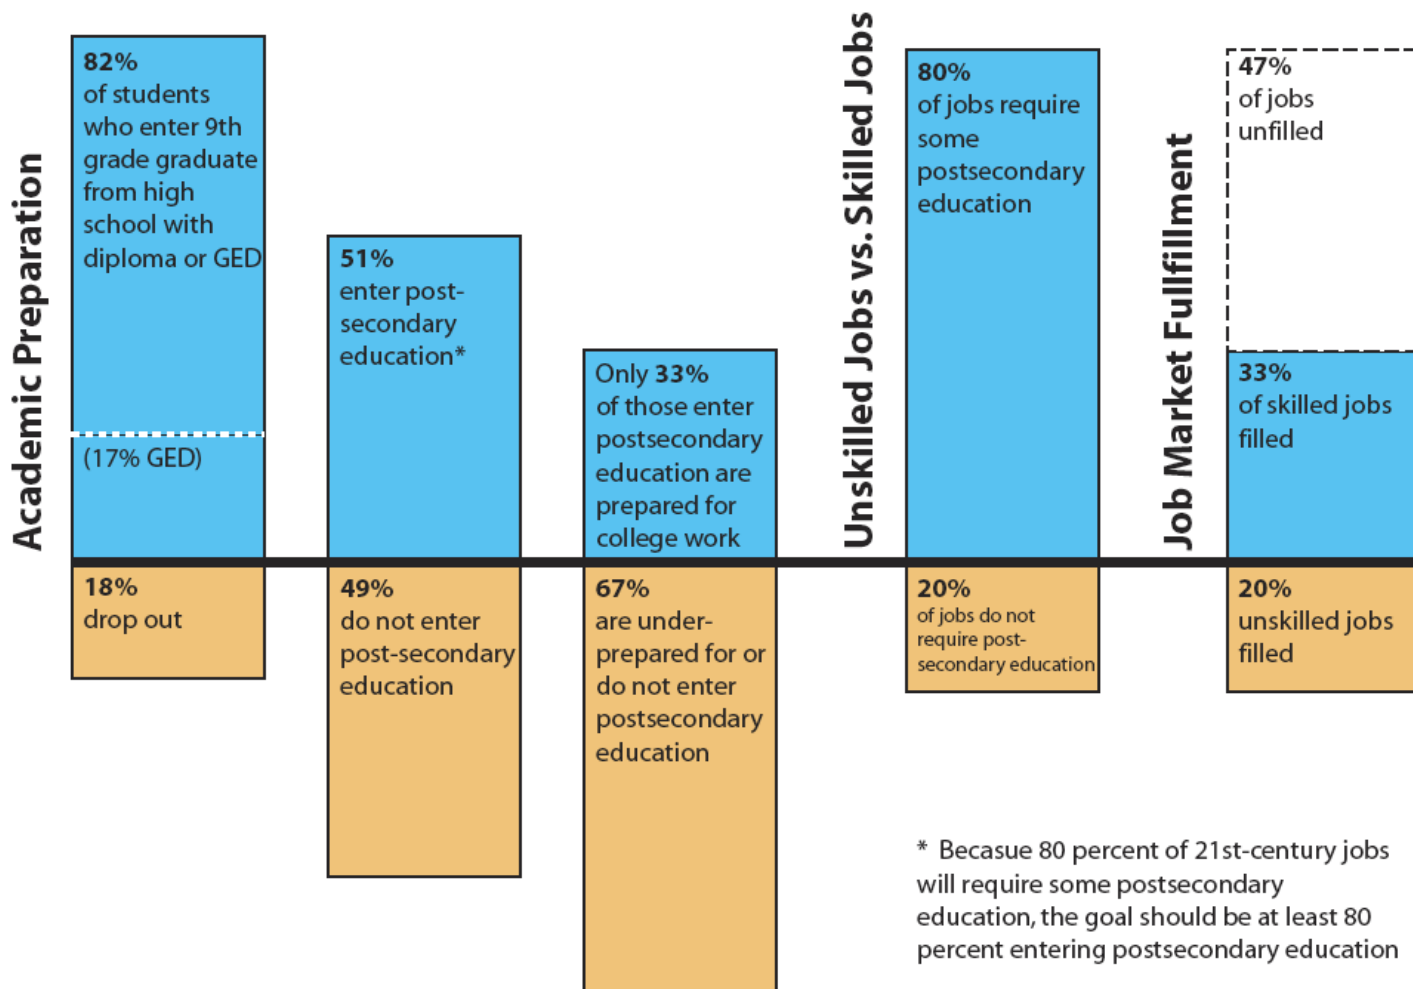 Academic Preparation
82%
of students
who enter 9th
grade graduate
from high
school with
diploma or GED
(17% GED)
18%
drop out
51%
enter post-
secondary
education*
49%
do not enter
post-secondary
education
Only 33%
of those enter
postsecondary
education are
prepared for
college work
67%
are under-
prepared for or
do not enter
postsecondary
education
Unskilled Jobs vs. Skilled Jobs
80%
of jobs require
some
postsecondary
education
20%
of jobs do not
require post-
secondary education
Job Market Fullfillment
47%
of jobs
unfilled
33%
of skilled jobs
filled
20%
unskilled jobs
filled
* Becasue 80 percent of 21st-century jobs
will require some postsecondary
education, the goal should be at least 80
percent entering postsecondary education